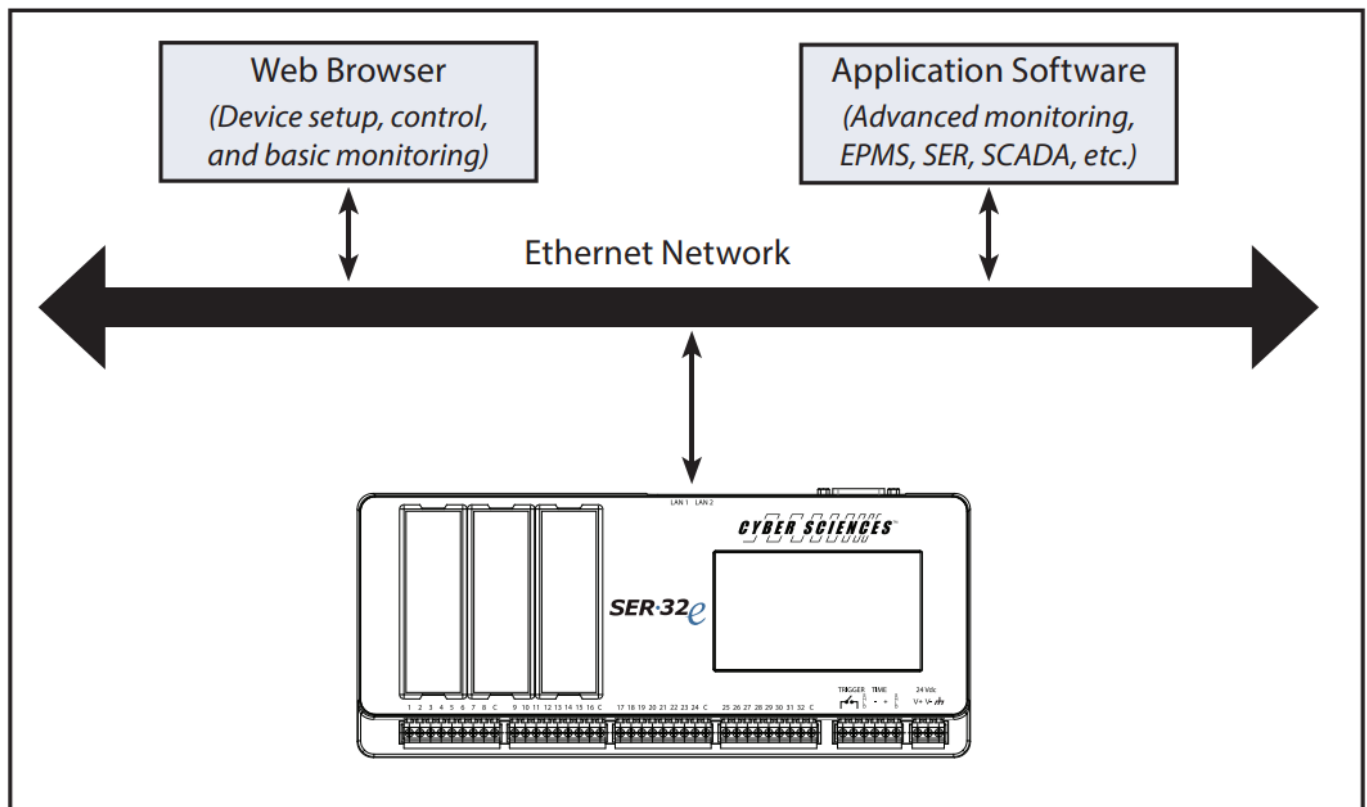 Web Browser
(Device setup, control,
and basic monitoring)
Application Software
(Advanced monitoring,
EPMS, SER, SCADA, etc.)
Ethernet Network
LAN 1 LAN 2
CYBER SCIENCES™
SER·32e
TRIGGER TIME 24 Vdc
- + V+ V-
1 2 3 4 5 6 7 8 C 9 10 11 12 13 14 15 16 C 17 18 19 20 21 22 23 24 C 25 26 27 28 29 30 31 32 C